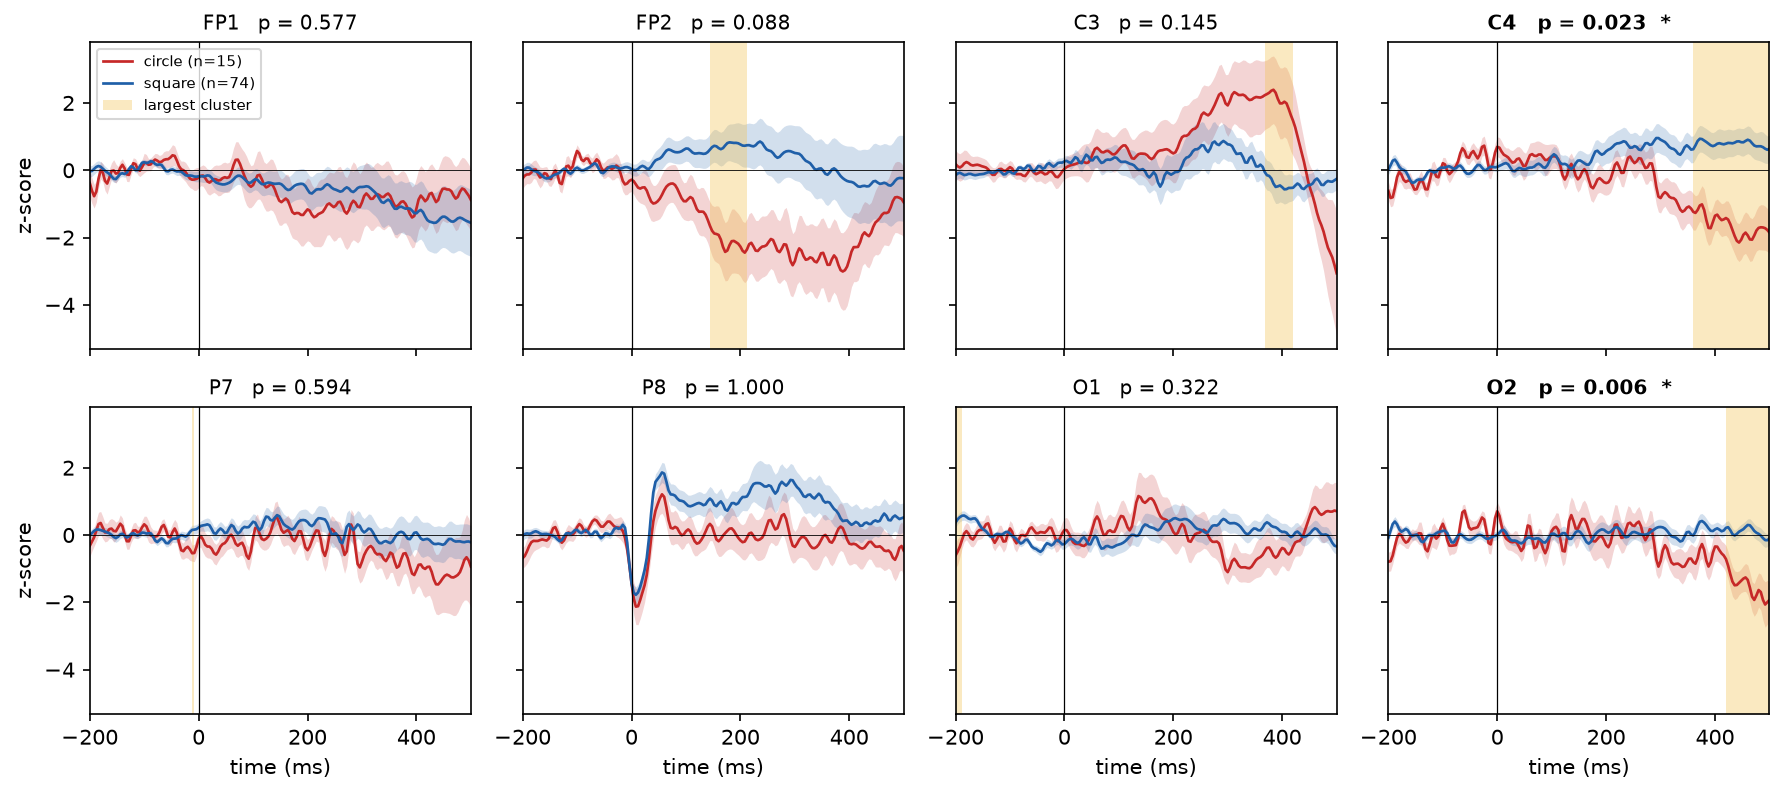 FP1 p = 0.577
FP2 p = 0.088
C3 p = 0.145
C4 p = 0.023 *
circle (n=15)
square (n=74)
largest cluster
z-score
2
0
−2
−4
P7 p = 0.594
P8 p = 1.000
O1 p = 0.322
O2 p = 0.006 *
z-score
2
0
−2
−4
−200 0 200 400
−200 0 200 400
−200 0 200 400
−200 0 200 400
time (ms)
time (ms)
time (ms)
time (ms)